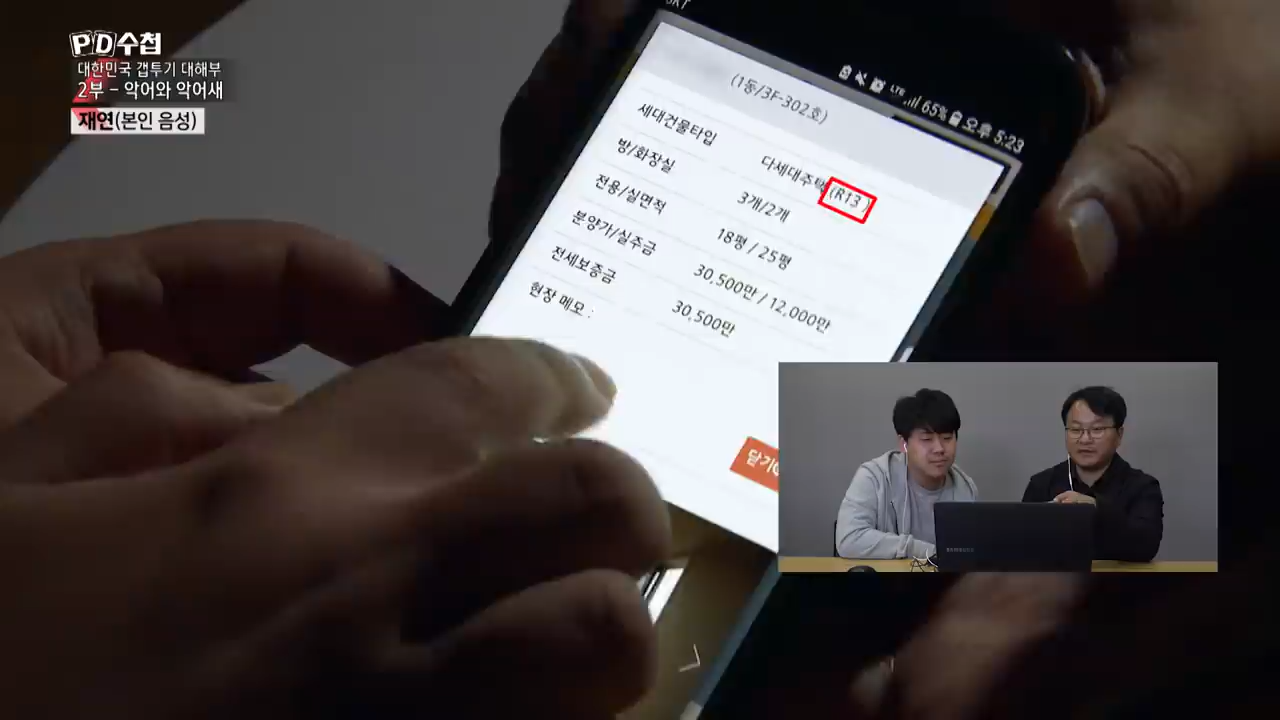 PD수첩
대한민국 갭투기 대해부
2부 - 악어와 악어새
재연(본인 음성)
LTE 65% 오후 5:23
(1동/3F-302호)
세대건물타입 다세대주택(R13 )
방/화장실 3개/2개
전용/실면적 18평 / 25평
분양가/실주금 30,500만 / 12,000만
전세보증금 30,500만
현장 메모 :
닫기
SAMSUNG